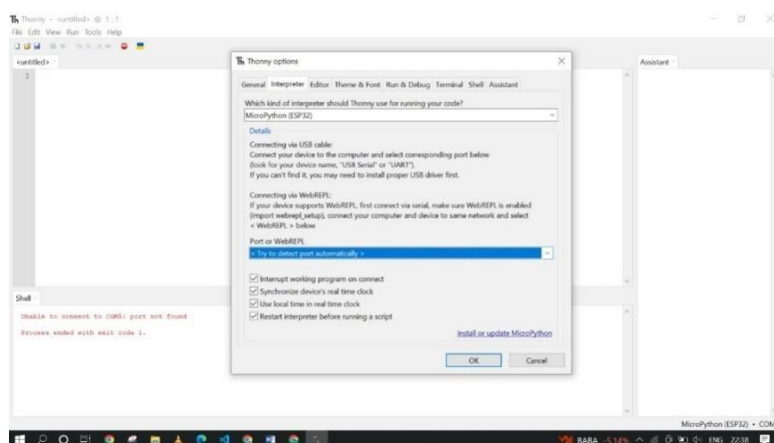 Thonny - <untitled> @ 1:1
File Edit View Run Tools Help
<untitled>
1
Thonny options
General Interpreter Editor Theme & Font Run & Debug Terminal Shell Assistant
Which kind of interpreter should Thonny use for running your code?
MicroPython (ESP32)
Details
Connecting via USB cable:
Connect your device to the computer and select corresponding port below
(look for your device name, "USB Serial" or "UART").
If you can't find it, you may need to install proper USB driver first.
Connecting via WebREPL:
If your device supports WebREPL, first connect via serial, make sure WebREPL is enabled
(import webrepl_setup), connect your computer and device to same network and select
< WebREPL > below
Port or WebREPL
< Try to detect port automatically >
Interrupt working program on connect
Synchronize device's real time clock
Use local time in real time clock
Restart interpreter before running a script
Install or update MicroPython
OK Cancel
Assistant
Shell
Unable to connect to COM5: port not found
Process ended with exit code 1.
MicroPython (ESP32) • COM
BABA -5.14% ENG 22:38